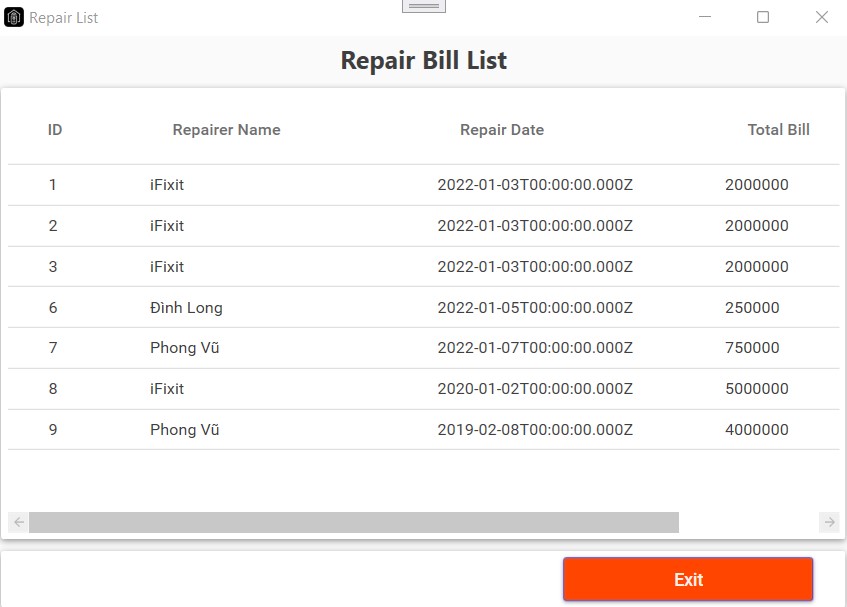 Repair List
Repair Bill List
ID Repairer Name Repair Date Total Bill
1 iFixit 2022-01-03T00:00:00.000Z 2000000
2 iFixit 2022-01-03T00:00:00.000Z 2000000
3 iFixit 2022-01-03T00:00:00.000Z 2000000
6 Đình Long 2022-01-05T00:00:00.000Z 250000
7 Phong Vũ 2022-01-07T00:00:00.000Z 750000
8 iFixit 2020-01-02T00:00:00.000Z 5000000
9 Phong Vũ 2019-02-08T00:00:00.000Z 4000000
Exit